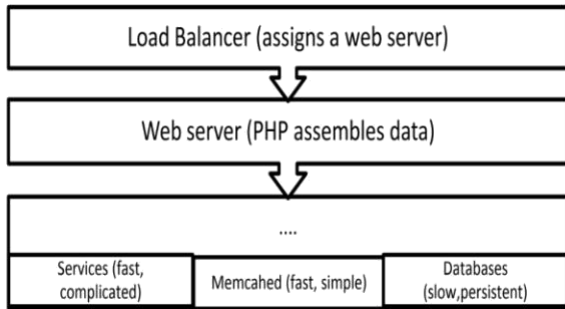 Load Balancer (assigns a web server)
Web server (PHP assembles data)
....
Services (fast,
complicated)
Memcahed (fast, simple)
Databases
(slow,persistent)